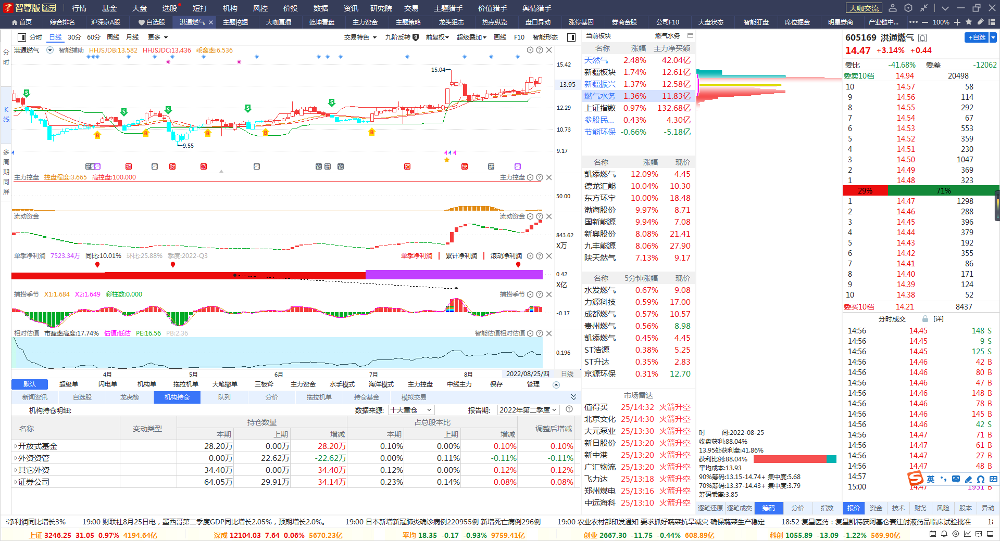 智尊版 演示 行情 基金 大盘 选股 短打 机构 风控 价投 数据 资讯 研究院 交易 主题猎手 价值猎手 舆情猎手 大咖交流
首页 综合排名 沪深京A股 自选股 洪通燃气 × 主题挖掘 大咖直播 乾坤看盘 主力资金 主题策略 龙头狙击 热点纵览 盘口异动 涨停基因 券商金股 公司F10 大盘状态 智能盯盘 席位掘金 明星券商 产业链中... 100%
分时 日线 30分 60分 周线 月线 更多 交易特色 九阶反转 9 前复权 超级叠加 画线 F10 智能形态
分时
K线
多周期同屏
洪通燃气 智能辅助 HHJSJDB:13.582 HHJSJDC:13.436 乖离率:6.536
15.42
13.95
12.29
10.73
9.17
15.04
9.55
S S S S S
B B B B B
预 财 派 预 快 研
主力控盘 控盘程度:3.665 高控盘:100.000 主力控盘
50.00
流动资金 流动资金
843.62
X万
单季净利润 7523.34万 同比:10.01% 环比:25.88% 季度:2022-Q3 单季净利润 累计净利润 滚动净利润
0.42
X亿
捕捞季节 X1:1.684 X2:1.649 彩柱数:0.000 捕捞季节
-0.17
相对估值 市盈率高度:17.74% 估值:低估 PE:16.56 PB:2.36 智能估值相对估值
0.196
4月 5月 6月 7月 8月 2022/08/25/四 日线
默认 超级单 闪电单 机构单 拖拉机单 大笔撤单 三板斧 主力资金 水手模式 海洋模式 主力控盘 中线主力 保存 管理
新闻资讯 自选股 龙虎榜 机构持仓 队列 分价 拖拉机单 持仓基金 模拟交易
机构持仓明细: 数据来源: 十大重仓 报告期: 2022年第二季度
名称 变动类型 持仓数量 占总股本比 调整后增减
本期 上期 增减 本期 上期 增减
开放式基金 28.20万 0.00万 28.20万 0.10% 0.00% 0.10% 0.10%
外资资管 0.00万 22.62万 -22.62万 0.00% 0.11% -0.11% -0.11%
其它外资 34.40万 0.00万 34.40万 0.12% 0.00% 0.12% 0.12%
证券公司 64.05万 29.91万 34.14万 0.23% 0.14% 0.08% 0.08%
当前板块 燃气水务
名称 涨幅 主力净买额
天然气 2.48% 42.04亿
新疆板块 1.74% 12.61亿
新疆振兴 1.37% 12.58亿
燃气水务 1.36% 11.83亿
上证指数 0.97% 132.68亿
参股民... 0.43% 4.30亿
节能环保 -0.66% -5.18亿
名称 涨幅 现价
凯添燃气 12.09% 4.45
德龙汇能 10.04% 10.30
东方环宇 10.00% 18.48
渤海股份 9.97% 8.71
国新能源 9.94% 7.08
新奥股份 8.08% 21.41
九丰能源 8.06% 27.90
陕天然气 7.13% 9.17
名称 5分钟涨幅 现价
水发燃气 0.67% 9.08
力源科技 0.59% 17.00
成都燃气 0.57% 10.57
贵州燃气 0.56% 8.98
凯添燃气 0.45% 4.45
ST浩源 0.38% 5.25
ST升达 0.35% 2.83
京源环保 0.31% 12.70
市场雷达
值得买 25/14:32 火箭升空
北京文化 25/14:30 火箭升空
大元泵业 25/13:30 火箭升空
新日股份 25/13:20 火箭升空
新中港 25/13:20 火箭升空
广汇物流 25/13:20 火箭升空
飞力达 25/13:18 火箭升空
郑州煤电 25/13:16 火箭升空
中远海科 25/13:10 火箭升空
时 间:2022-08-25
收盘获利:88.04%
13.95处获利盘:41.86%
获利比例:88.04%
平均成本:13.93
90%筹码:13.15-14.74+ 集中度:5.68
70%筹码:13.37-14.43+ 集中度:3.79
筹码乖离:3.85
逐笔还原 逐笔成交 筹码 分价 指数
605169 洪通燃气 +自选
14.47 +3.14% +0.44
委比 -41.68% 委差 -12062
委卖10档 14.94 20498
10 14.57 58
9 14.56 114
8 14.55 292
7 14.54 67
6 14.53 553
5 14.52 359
4 14.51 230
3 14.50 1047
2 14.49 369
1 14.48 323
29% 71%
1 14.47 1298
2 14.46 288
3 14.45 396
4 14.44 379
5 14.43 192
6 14.42 355
7 14.41 86
8 14.40 171
9 14.39 124
10 14.38 52
委买10档 14.21 8437
分时成交 [详]
14:56 14.45 148 S
14:56 14.45 9 S
14:56 14.45 125 S
14:56 14.46 42 B
14:56 14.46 80 B
14:56 14.46 47 B
14:56 14.46 148 B
14:56 14.46 78 B
14:56 14.46 145 B
14:56 14.46 42 S
14:56 14.47 71 B
14:56 14.47 61 B
14:56 14.47 27 B
14:56 14.47 48 B
14:57
15:00 14.47 1951 B
S 英
报价 资金 技术 财务 风险 股本 异动
净利润同比增长3% 19:00 财联社8月25日电，墨西哥第二季度GDP同比增长2.05%，预期增长2.0%。 19:00 日本新增新冠肺炎确诊病例220955例 新增死亡病例296例 19:00 农业农村部印发通知 要求抓好蔬菜抗旱减灾 确保蔬菜生产稳定 18:52 复星医药：复星凯特获阿基仑赛注射液药品临床试验批准
上证 3246.25 31.05 0.97% 4194.64亿 深成 12104.03 7.64 0.06% 5670.23亿 平均 18.35 -0.17 -0.93% 9759.41亿 创业 2667.30 -11.75 -0.44% 608.89亿 科创 1055.89 -13.09 -1.22% 569.90亿